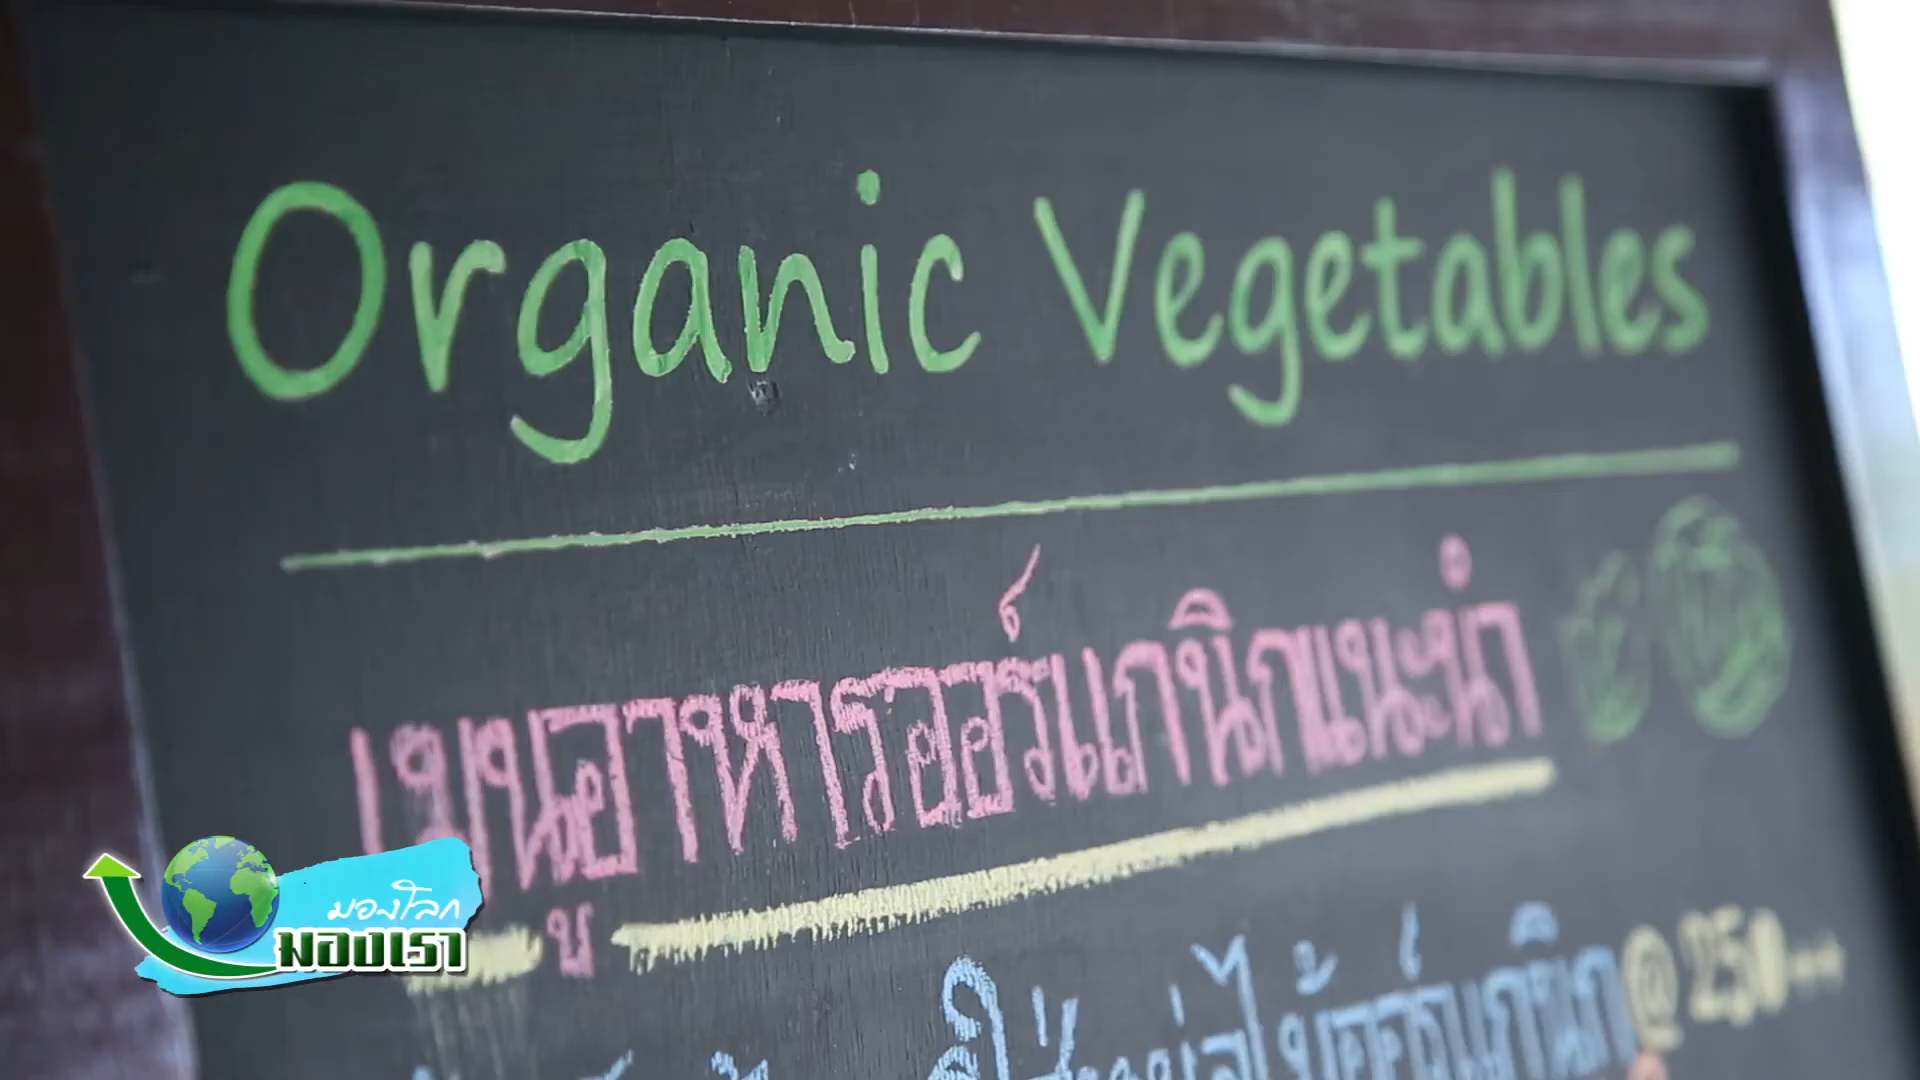 Organic Vegetables
เมนูอาหารออร์แกนิกแนะนำ
@ 250++
มองโลก
มองเรา